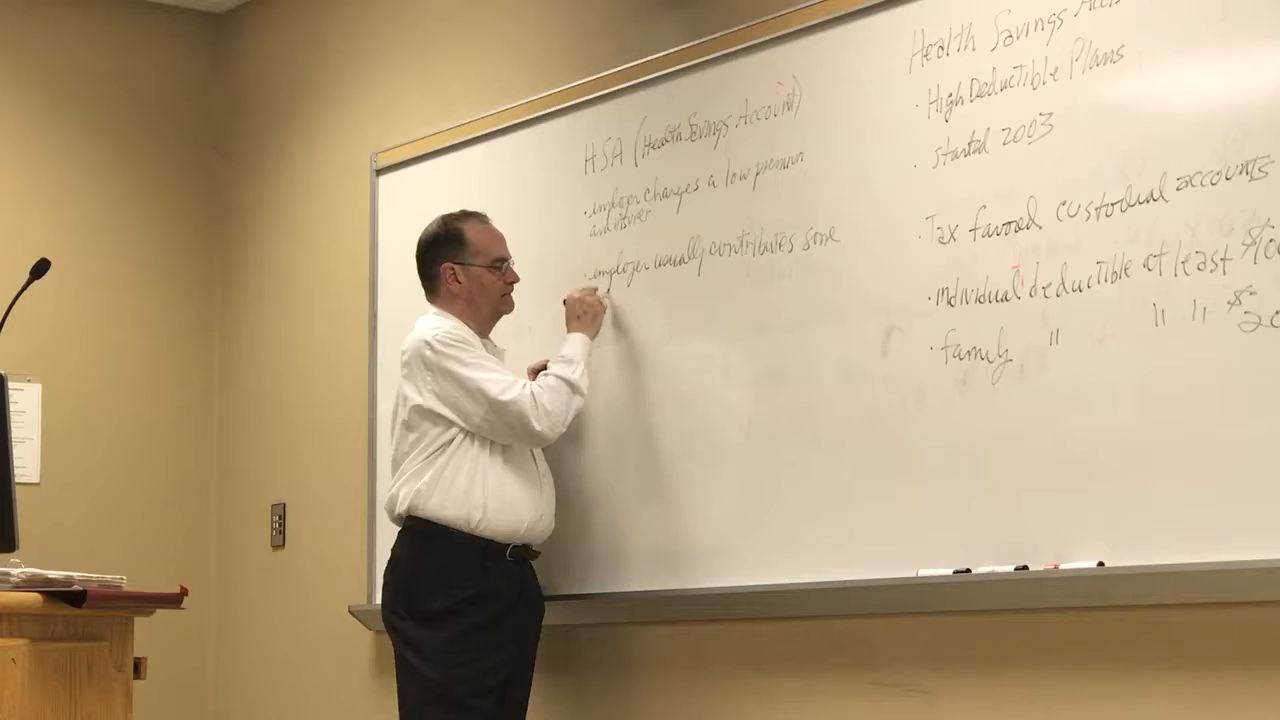 HSA (Health Savings Account)
· employer charges a low premium
and insurer
· employer usually contributes some
Health Savings
· High Deductible Plans
· started 2003
· Tax favored custodial accounts
· individual deductible at least
· family " " " $